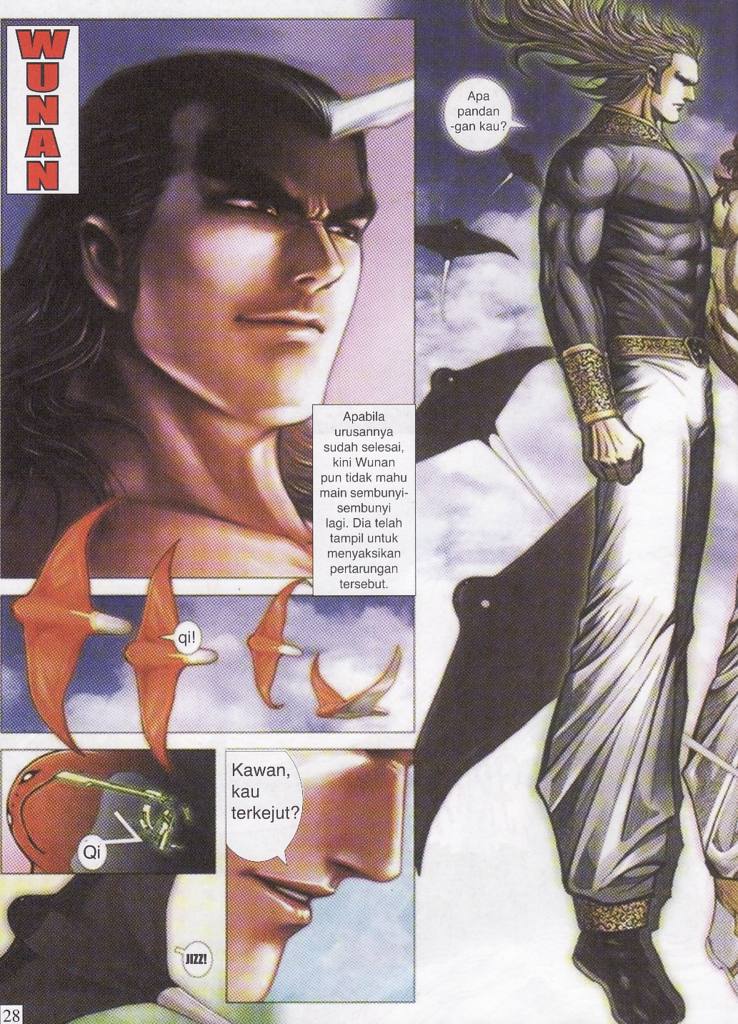 WUNAN
Apa
pandan
-gan kau?
Apabila
urusannya
sudah selesai,
kini Wunan
pun tidak mahu
main sembunyi-
sembunyi
lagi. Dia telah
tampil untuk
menyaksikan
pertarungan
tersebut.
qi!
Qi
Kawan,
kau
terkejut?
JIZZ!
28